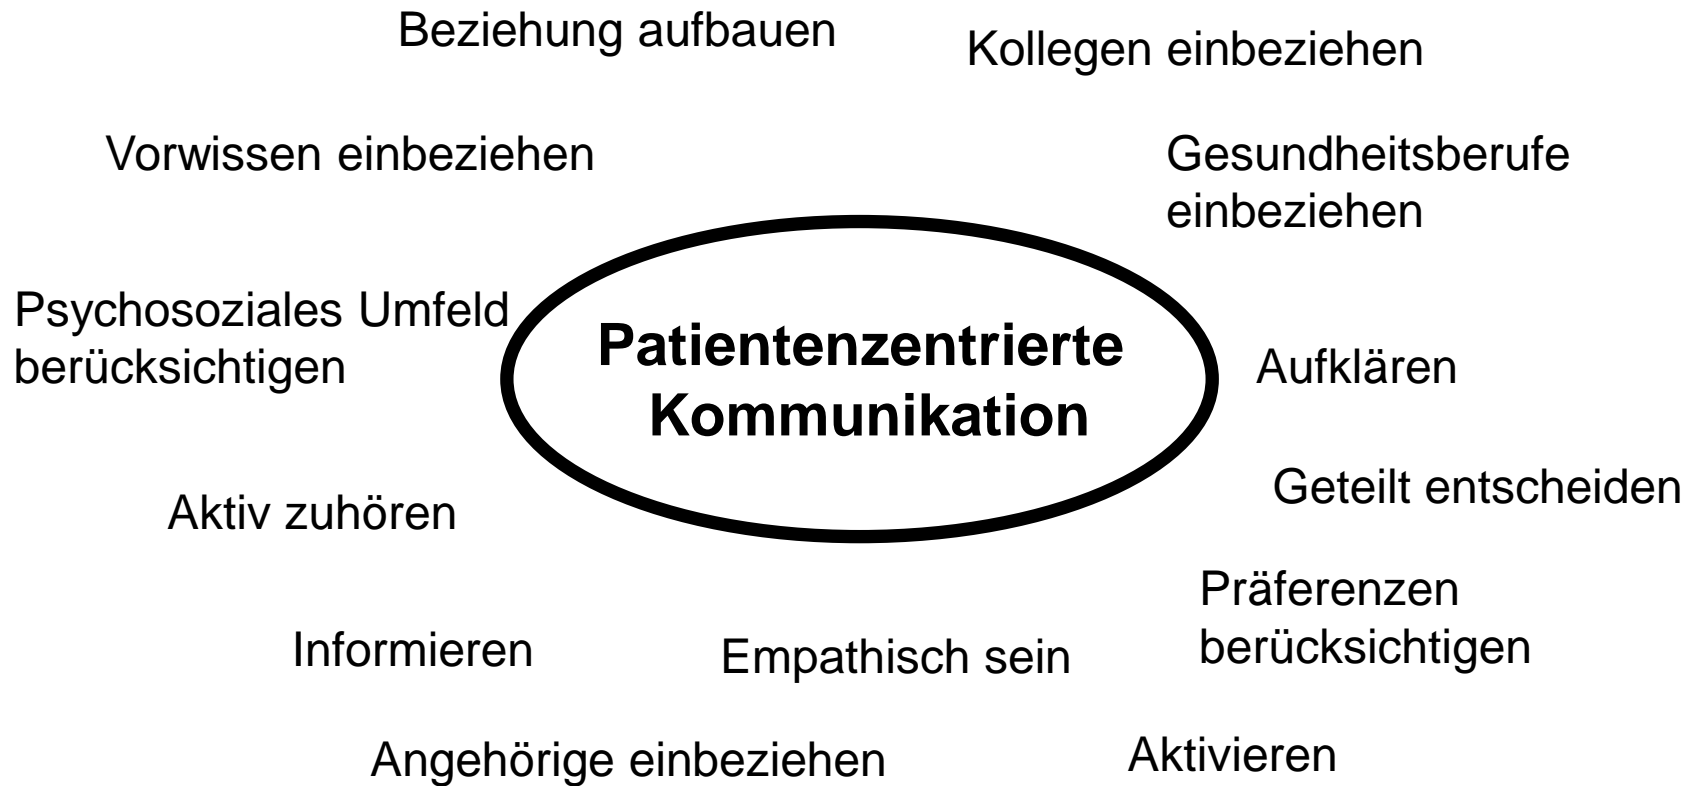 Beziehung aufbauen
Kollegen einbeziehen
Vorwissen einbeziehen
Gesundheitsberufe
einbeziehen
Psychosoziales Umfeld
berücksichtigen
Patientenzentrierte
Kommunikation
Aufklären
Aktiv zuhören
Geteilt entscheiden
Präferenzen
berücksichtigen
Informieren
Empathisch sein
Angehörige einbeziehen
Aktivieren